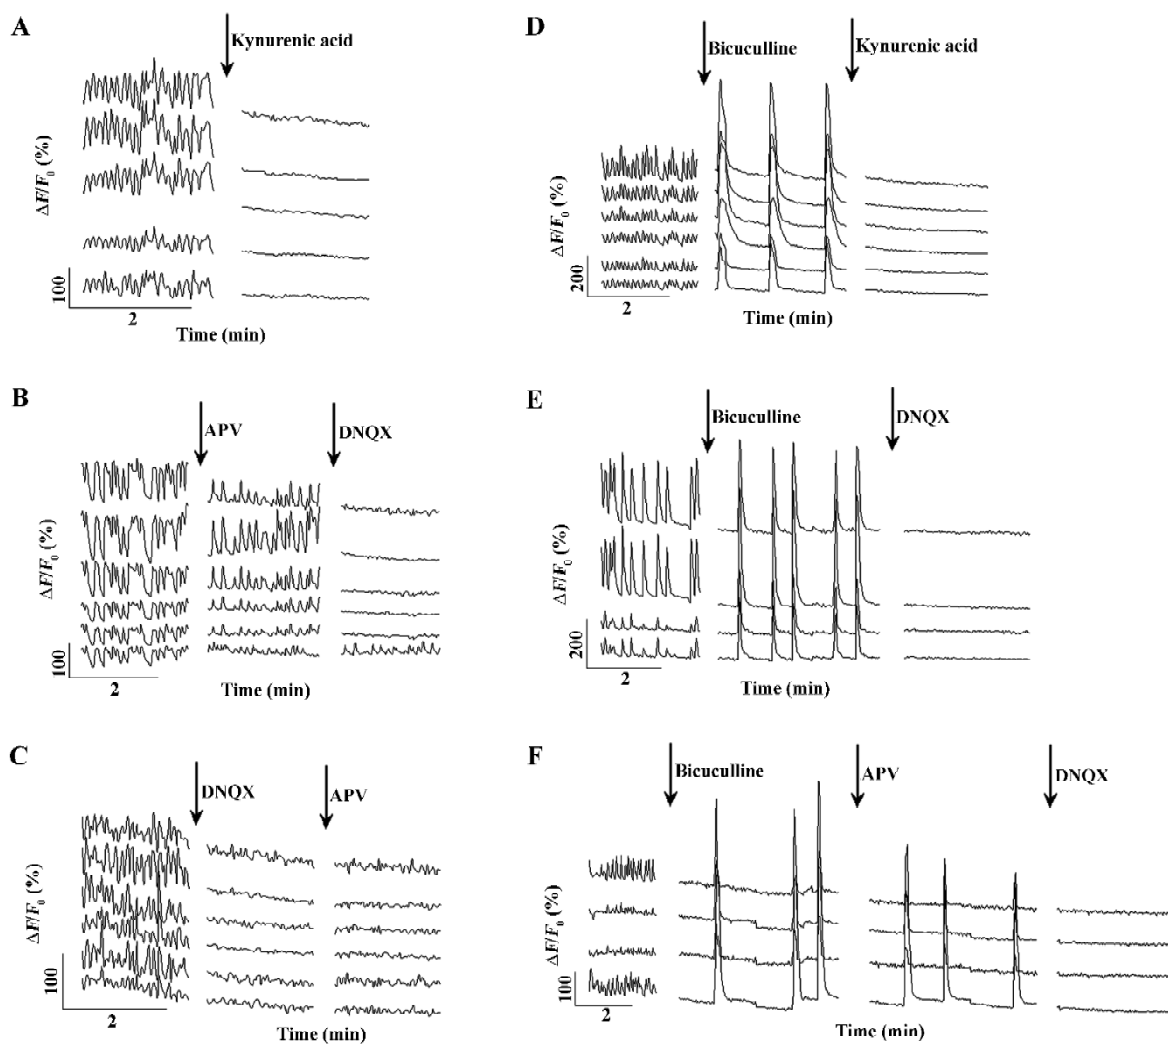 A
Kynurenic acid
ΔF/F0 (%)
100
2
Time (min)
D
Bicuculline
Kynurenic acid
ΔF/F0 (%)
200
2
Time (min)
B
APV
DNQX
ΔF/F0 (%)
100
2
Time (min)
E
Bicuculline
DNQX
ΔF/F0 (%)
200
2
Time (min)
C
DNQX
APV
ΔF/F0 (%)
100
2
Time (min)
F
Bicuculline
APV
DNQX
ΔF/F0 (%)
100
2
Time (min)